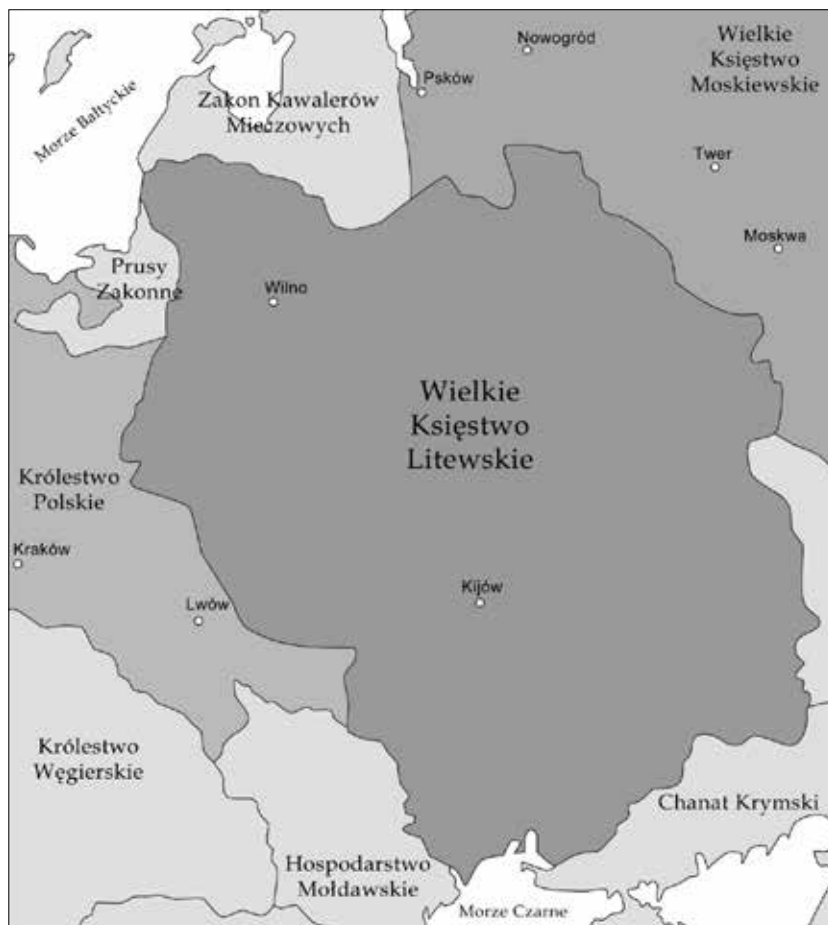 Nowogród
Wielkie
Księstwo
Moskiewskie
Psków
Morze Bałtyckie
Zakon Kawalerów
Mieczowych
Twer
Moskwa
Prusy
Zakonne
Wilno
Wielkie
Księstwo
Litewskie
Królestwo
Polskie
Kraków
Lwów
Kijów
Królestwo
Węgierskie
Chanat Krymski
Hospodarstwo
Mołdawskie
Morze Czarne